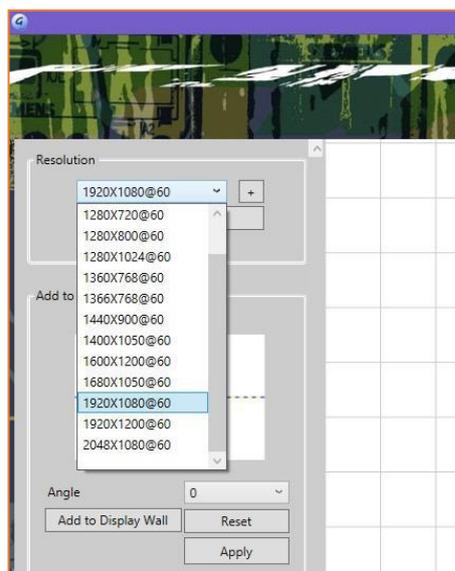 SIEMENS
Resolution
1920X1080@60
+
1280X720@60
1280X800@60
1280X1024@60
1360X768@60
1366X768@60
1440X900@60
1400X1050@60
1600X1200@60
1680X1050@60
1920X1080@60
1920X1200@60
2048X1080@60
Add to
Angle
0
Add to Display Wall
Reset
Apply